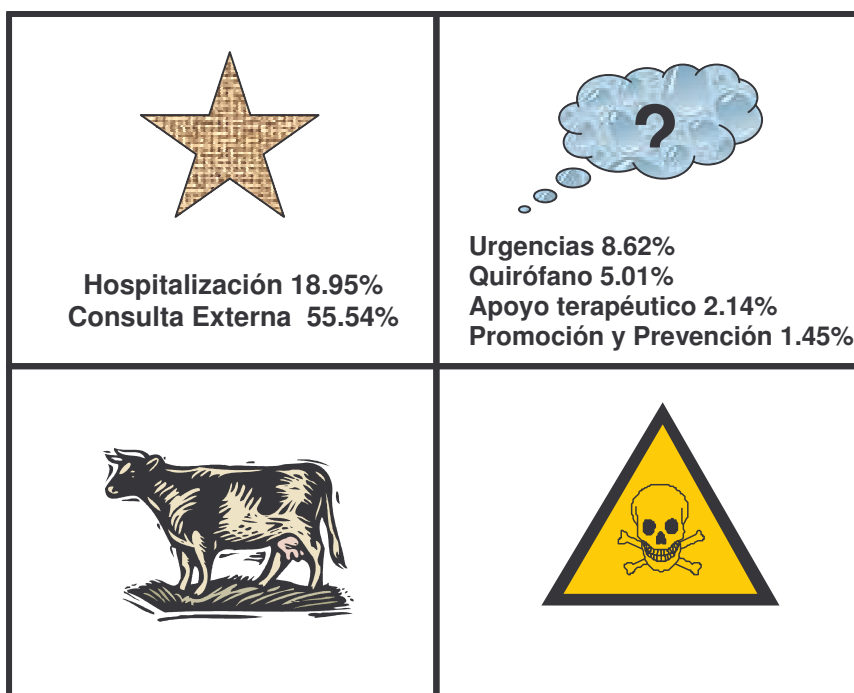 ?
Hospitalización 18.95%
Consulta Externa 55.54%
Urgencias 8.62%
Quirófano 5.01%
Apoyo terapéutico 2.14%
Promoción y Prevención 1.45%